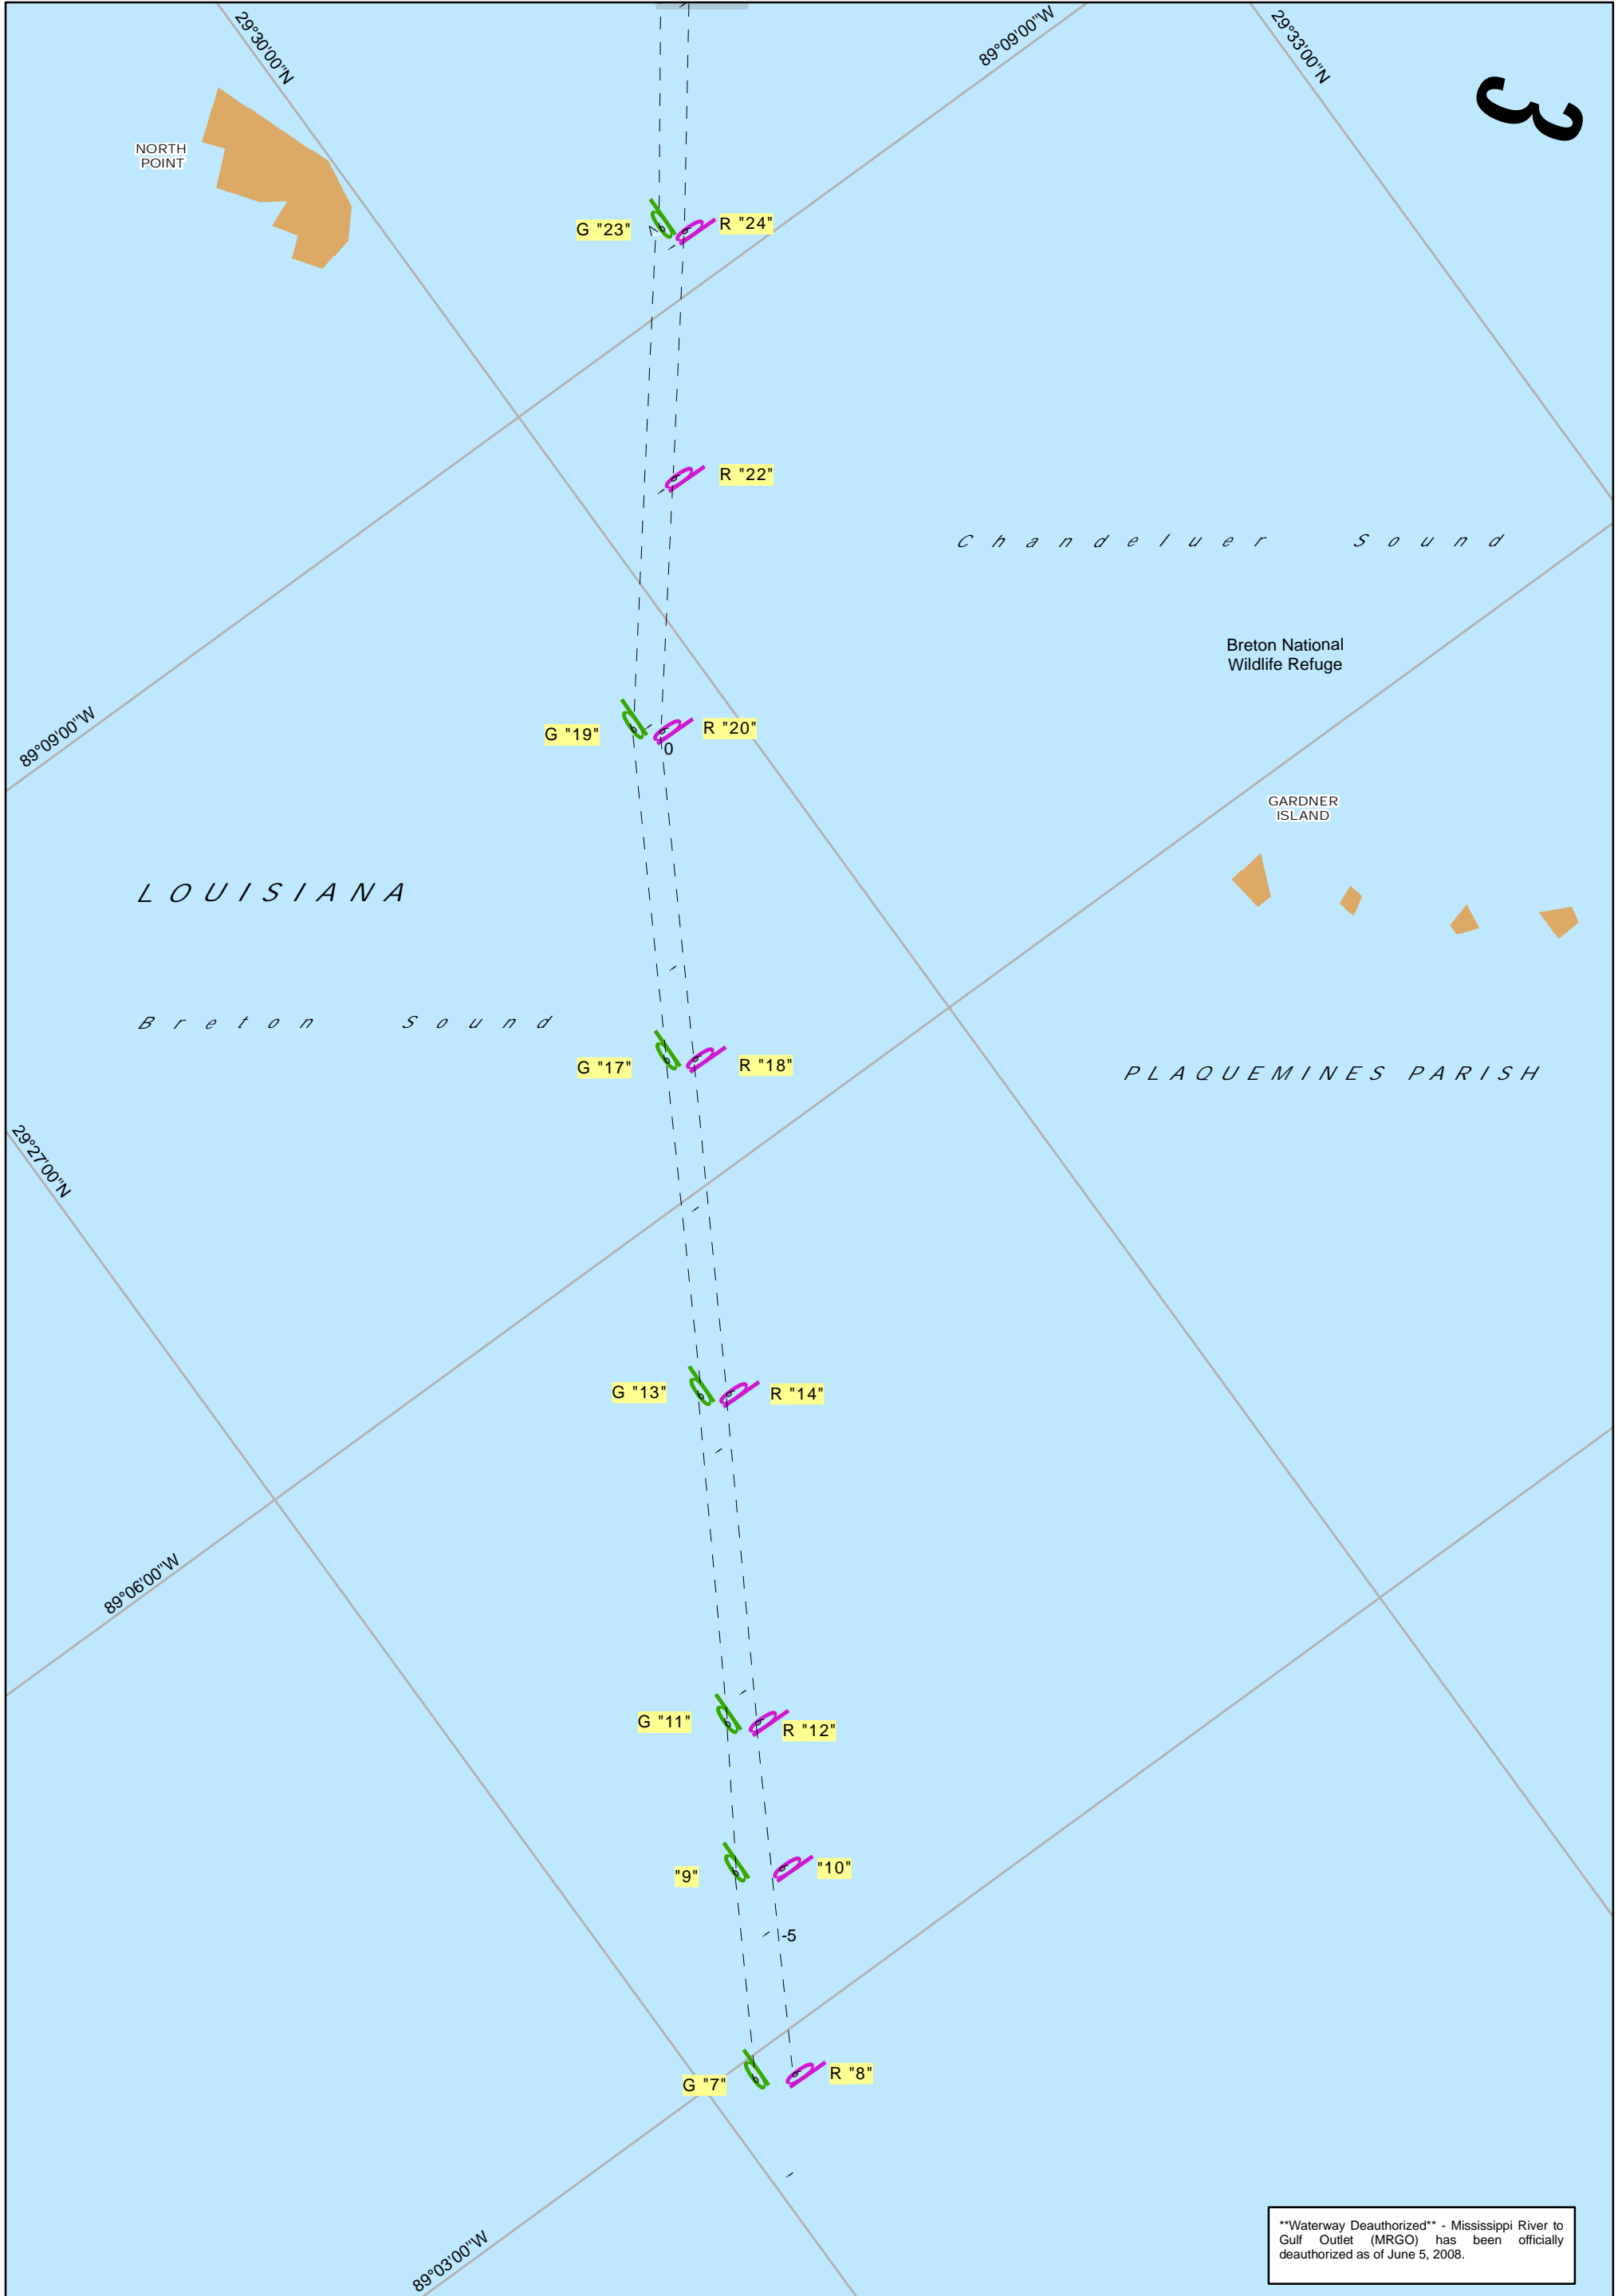 29°30'00"N
89°09'00"W
29°33'00"N
3
NORTH
POINT
G "23"
R "24"
R "22"
Chandeluer Sound
Breton National
Wildlife Refuge
89°09'00"W
G "19"
R "20"
0
GARDNER
ISLAND
LOUISIANA
Breton Sound
G "17"
R "18"
PLAQUEMINES PARISH
29°27'00"N
G "13"
R "14"
89°06'00"W
G "11"
R "12"
"9"
"10"
-5
G "7"
R "8"
89°03'00"W
**Waterway Deauthorized** - Mississippi River to
Gulf Outlet (MRGO) has been officially
deauthorized as of June 5, 2008.